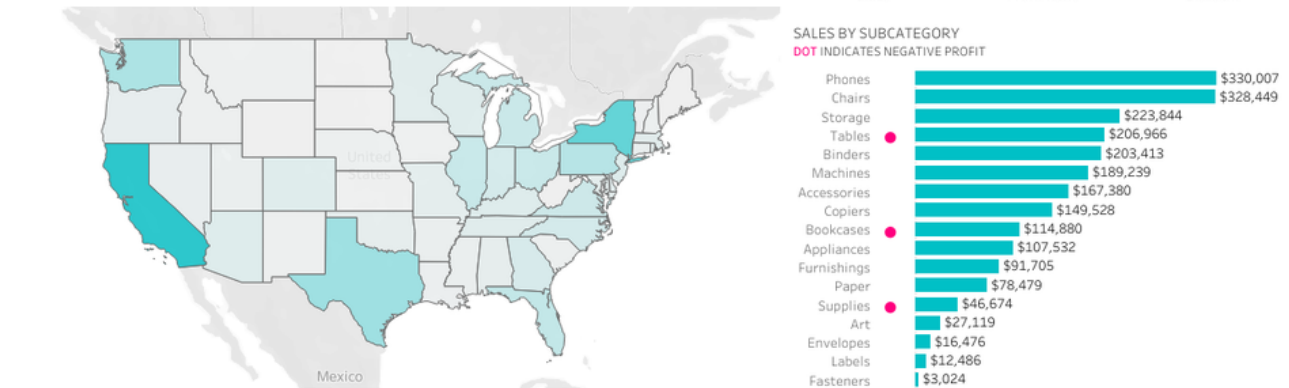 SALES BY SUBCATEGORY
DOT INDICATES NEGATIVE PROFIT
Phones $330,007
Chairs $328,449
Storage $223,844
Tables $206,966
Binders $203,413
Machines $189,239
Accessories $167,380
Copiers $149,528
Bookcases $114,880
Appliances $107,532
Furnishings $91,705
Paper $78,479
Supplies $46,674
Art $27,119
Envelopes $16,476
Labels $12,486
Fasteners $3,024
United
States
Mexico